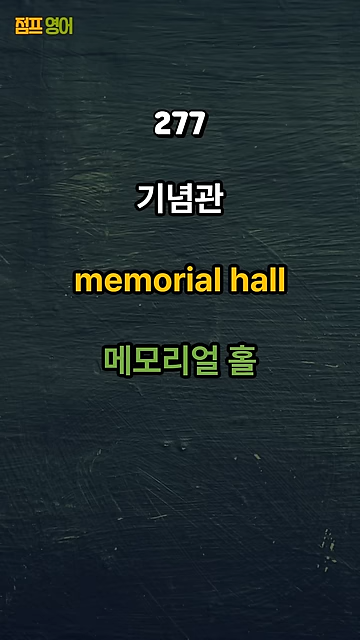 점프 영어
277
기념관
memorial hall
메모리얼 홀